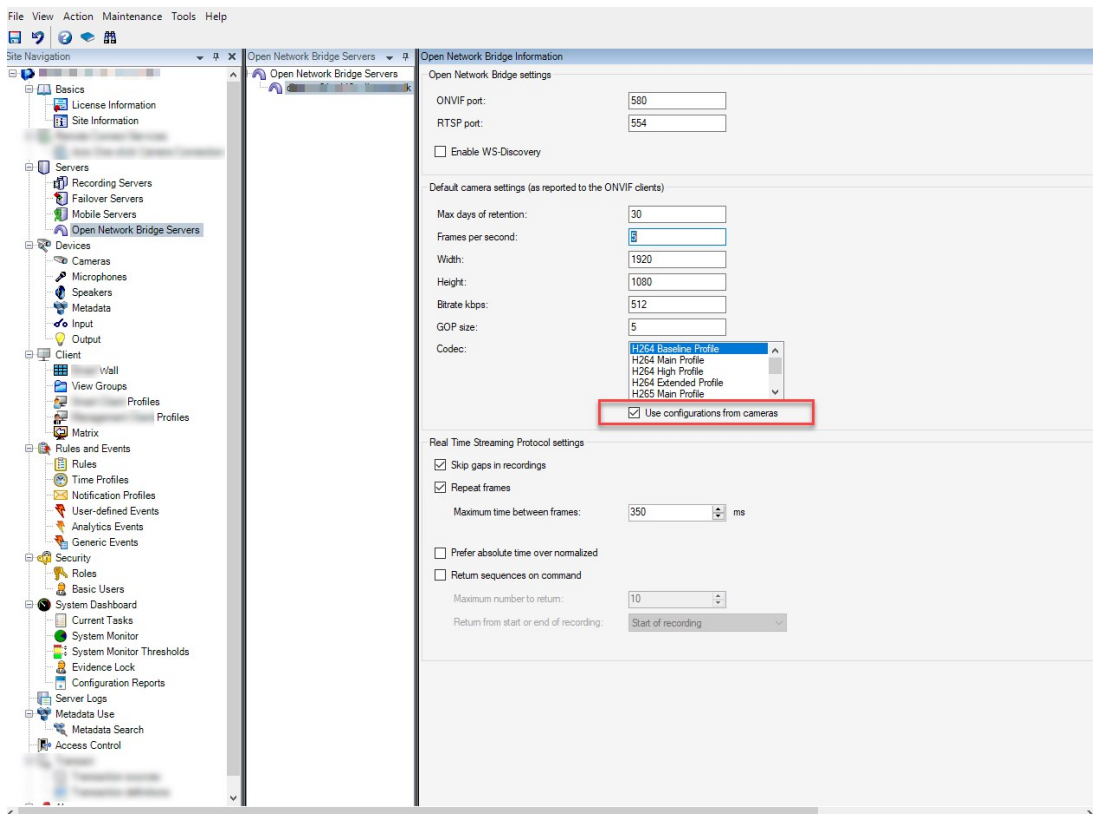 File View Action Maintenance Tools Help
Site Navigation
Basics
License Information
Site Information
Servers
Recording Servers
Failover Servers
Mobile Servers
Open Network Bridge Servers
Devices
Cameras
Microphones
Speakers
Metadata
Input
Output
Client
Wall
View Groups
Profiles
Profiles
Matrix
Rules and Events
Rules
Time Profiles
Notification Profiles
User-defined Events
Analytics Events
Generic Events
Security
Roles
Basic Users
System Dashboard
Current Tasks
System Monitor
System Monitor Thresholds
Evidence Lock
Configuration Reports
Server Logs
Metadata Use
Metadata Search
Access Control
Open Network Bridge Servers
Open Network Bridge Servers
Open Network Bridge Information
Open Network Bridge settings
ONVIF port: 580
RTSP port: 554
Enable WS-Discovery
Default camera settings (as reported to the ONVIF clients)
Max days of retention: 30
Frames per second: 5
Width: 1920
Height: 1080
Bitrate kbps: 512
GOP size: 5
Codec: H264 Baseline Profile
H264 Main Profile
H264 High Profile
H264 Extended Profile
H265 Main Profile
Use configurations from cameras
Real Time Streaming Protocol settings
Skip gaps in recordings
Repeat frames
Maximum time between frames: 350 ms
Prefer absolute time over normalized
Return sequences on command
Maximum number to return: 10
Return from start or end of recording: Start of recording